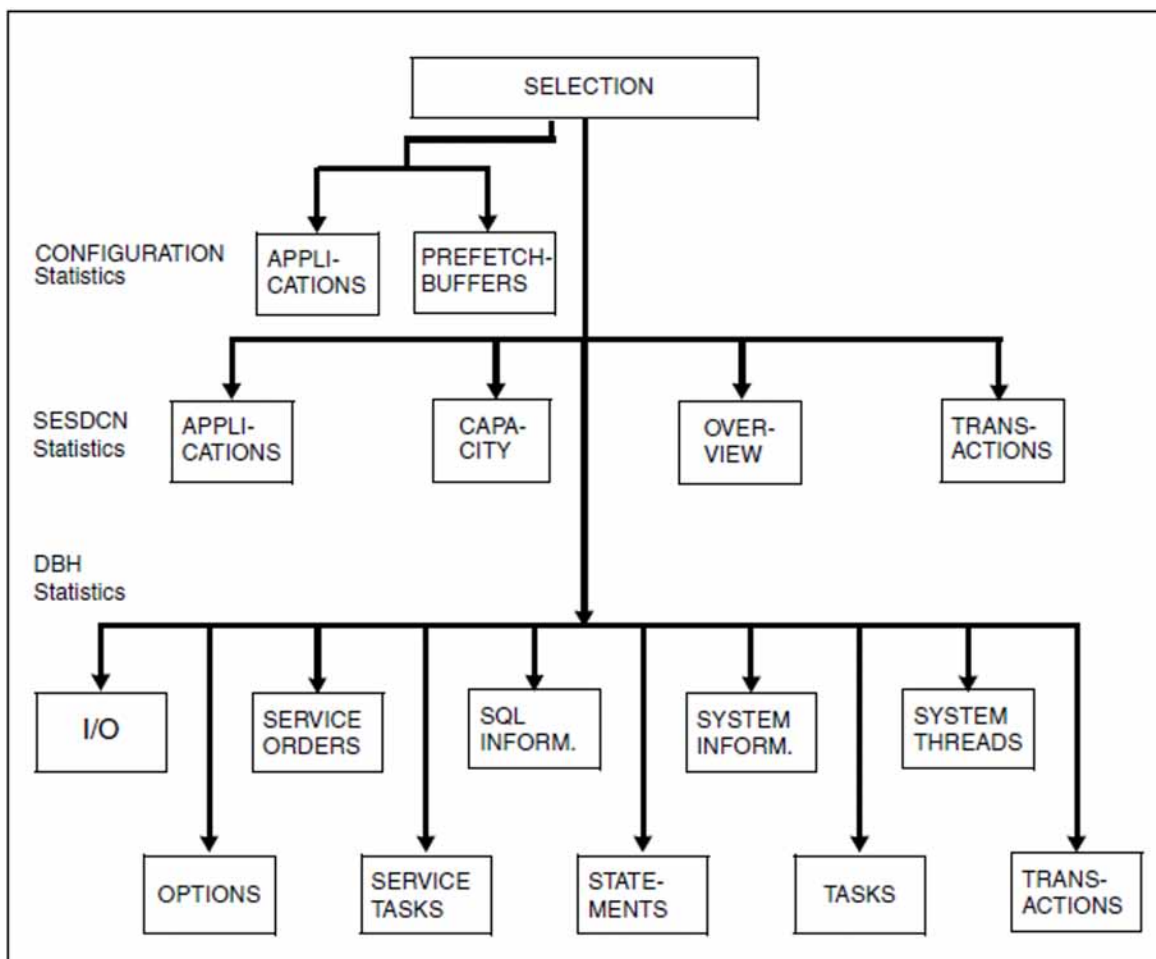 SELECTION
CONFIGURATION
Statistics
APPLI-
CATIONS
PREFETCH-
BUFFERS
SESDCN
Statistics
APPLI-
CATIONS
CAPA-
CITY
OVER-
VIEW
TRANS-
ACTIONS
DBH
Statistics
I/O
SERVICE
ORDERS
SQL
INFORM.
SYSTEM
INFORM.
SYSTEM
THREADS
OPTIONS
SERVICE
TASKS
STATE-
MENTS
TASKS
TRANS-
ACTIONS